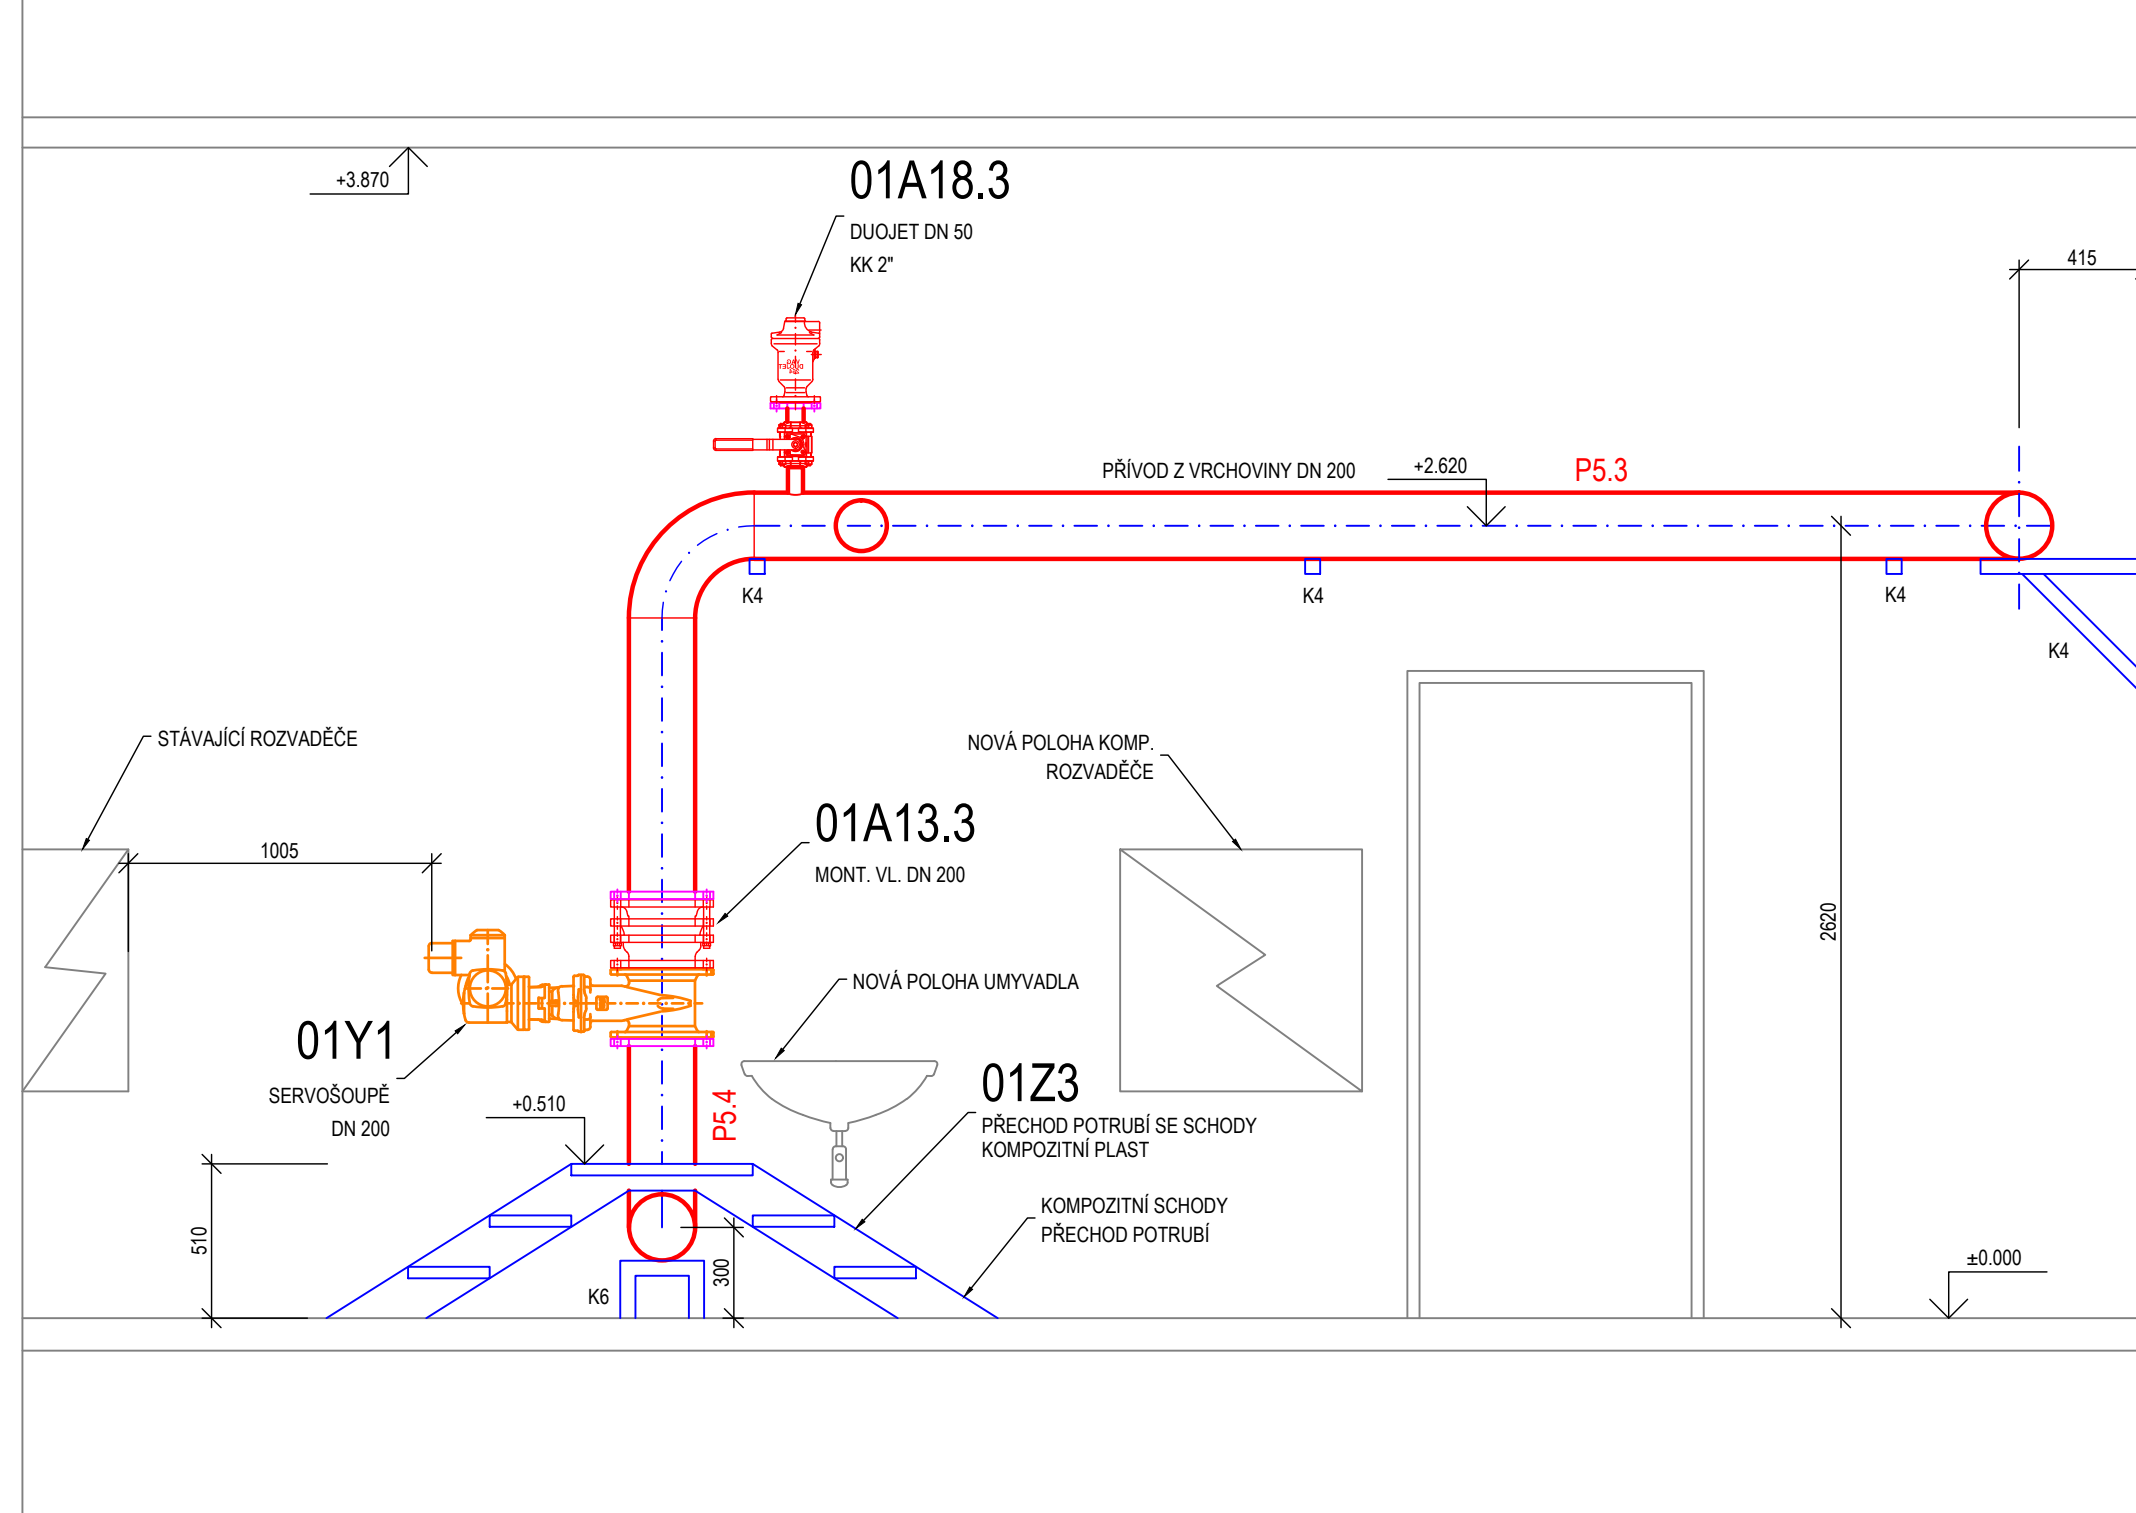 +3.870
01A18.3
DUOJET DN 50
KK 2"
415
PŘÍVOD Z VRCHOVINY DN 200
+2.620
P5.3
K4
K4
K4
K4
STÁVAJÍCÍ ROZVADĚČE
NOVÁ POLOHA KOMP.
ROZVADĚČE
1005
01A13.3
MONT. VL. DN 200
2620
NOVÁ POLOHA UMYVADLA
01Y1
SERVOŠOUPĚ
DN 200
+0.510
P5.4
01Z3
PŘECHOD POTRUBÍ SE SCHODY
KOMPOZITNÍ PLAST
KOMPOZITNÍ SCHODY
PŘECHOD POTRUBÍ
510
300
K6
±0.000